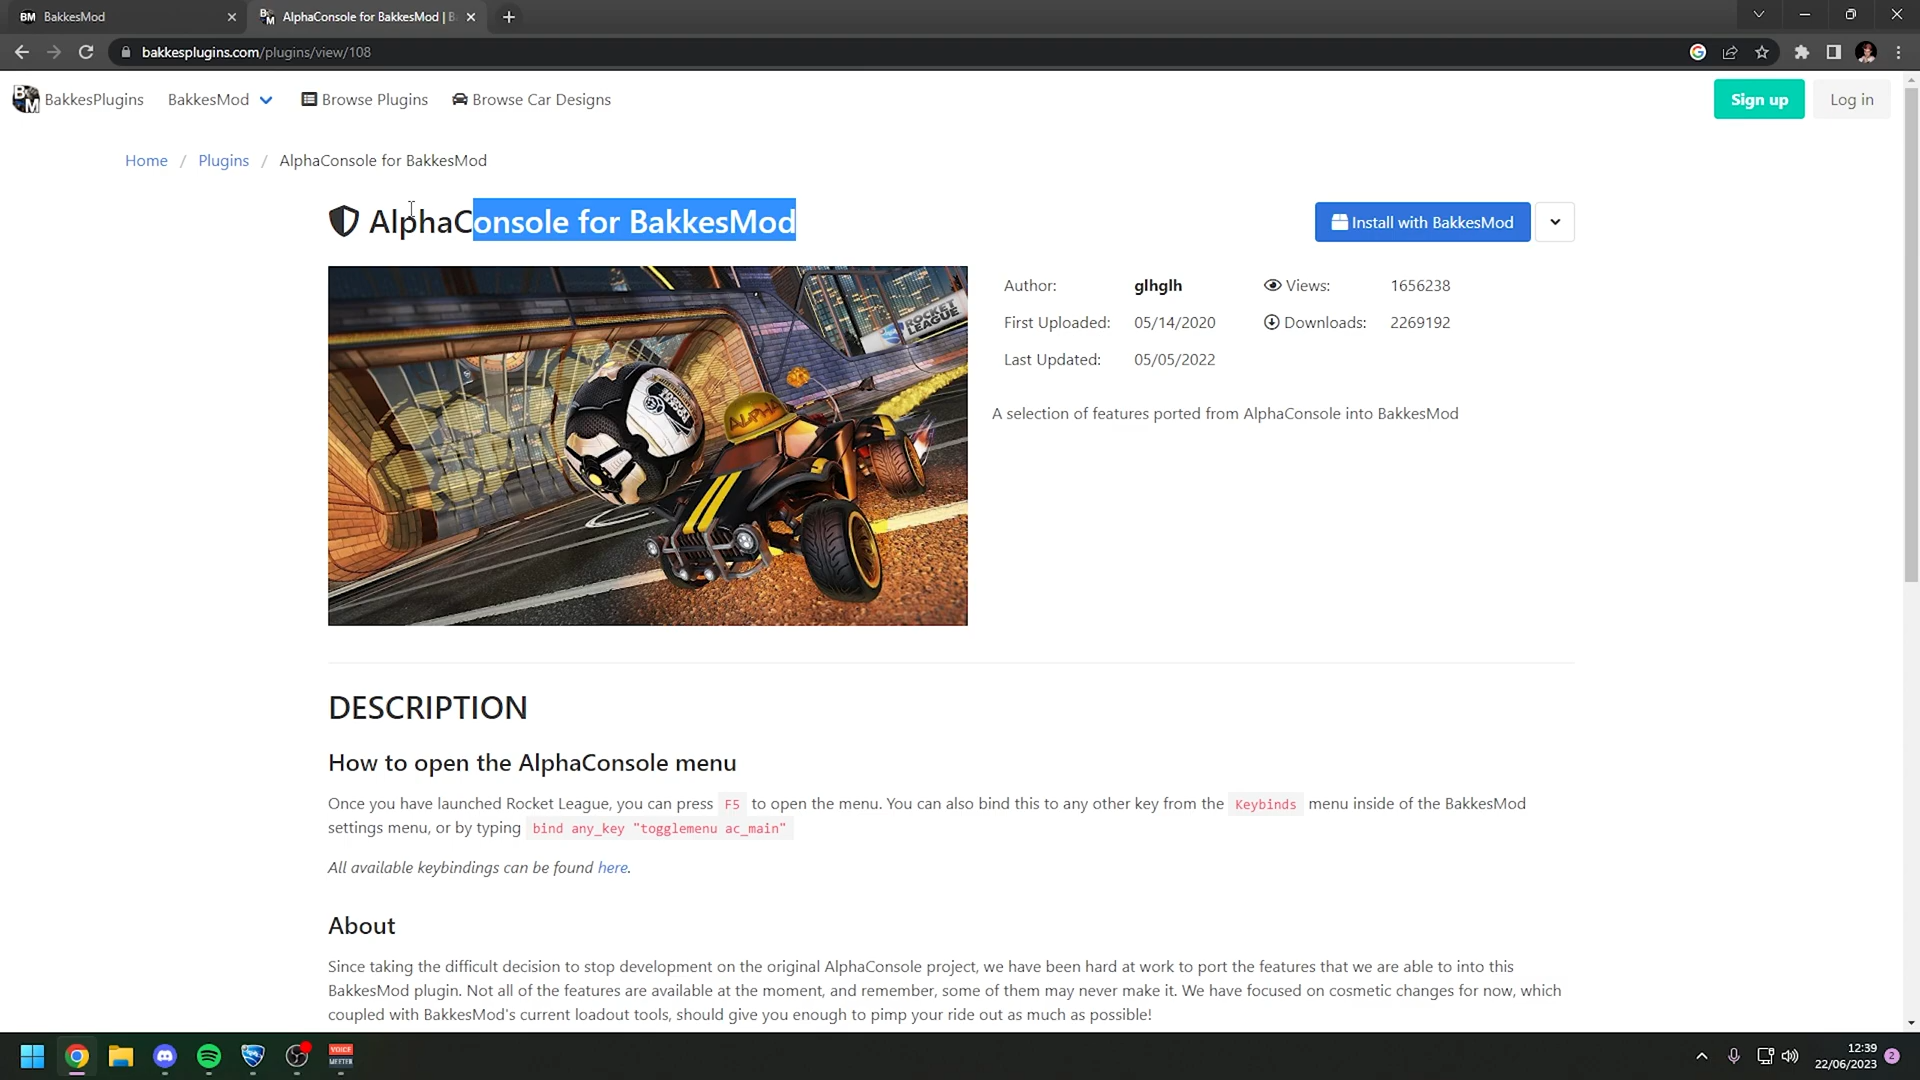 BM BakkesMod
BM AlphaConsole for BakkesMod | B
bakkesplugins.com/plugins/view/108
BM BakkesPlugins BakkesMod Browse Plugins Browse Car Designs Sign up Log in
Home / Plugins / AlphaConsole for BakkesMod
AlphaConsole for BakkesMod
Install with BakkesMod
Author: glhglh Views: 1656238
First Uploaded: 05/14/2020 Downloads: 2269192
Last Updated: 05/05/2022
A selection of features ported from AlphaConsole into BakkesMod
ROCKET
LEAGUE
ALPHA
DESCRIPTION
How to open the AlphaConsole menu
Once you have launched Rocket League, you can press F5 to open the menu. You can also bind this to any other key from the Keybinds menu inside of the BakkesMod
settings menu, or by typing bind any_key "togglemenu ac_main"
All available keybindings can be found here.
About
Since taking the difficult decision to stop development on the original AlphaConsole project, we have been hard at work to port the features that we are able to into this
BakkesMod plugin. Not all of the features are available at the moment, and remember, some of them may never make it. We have focused on cosmetic changes for now, which
coupled with BakkesMod's current loadout tools, should give you enough to pimp your ride out as much as possible!
VOICE
MEETER
12:39
22/06/2023
2